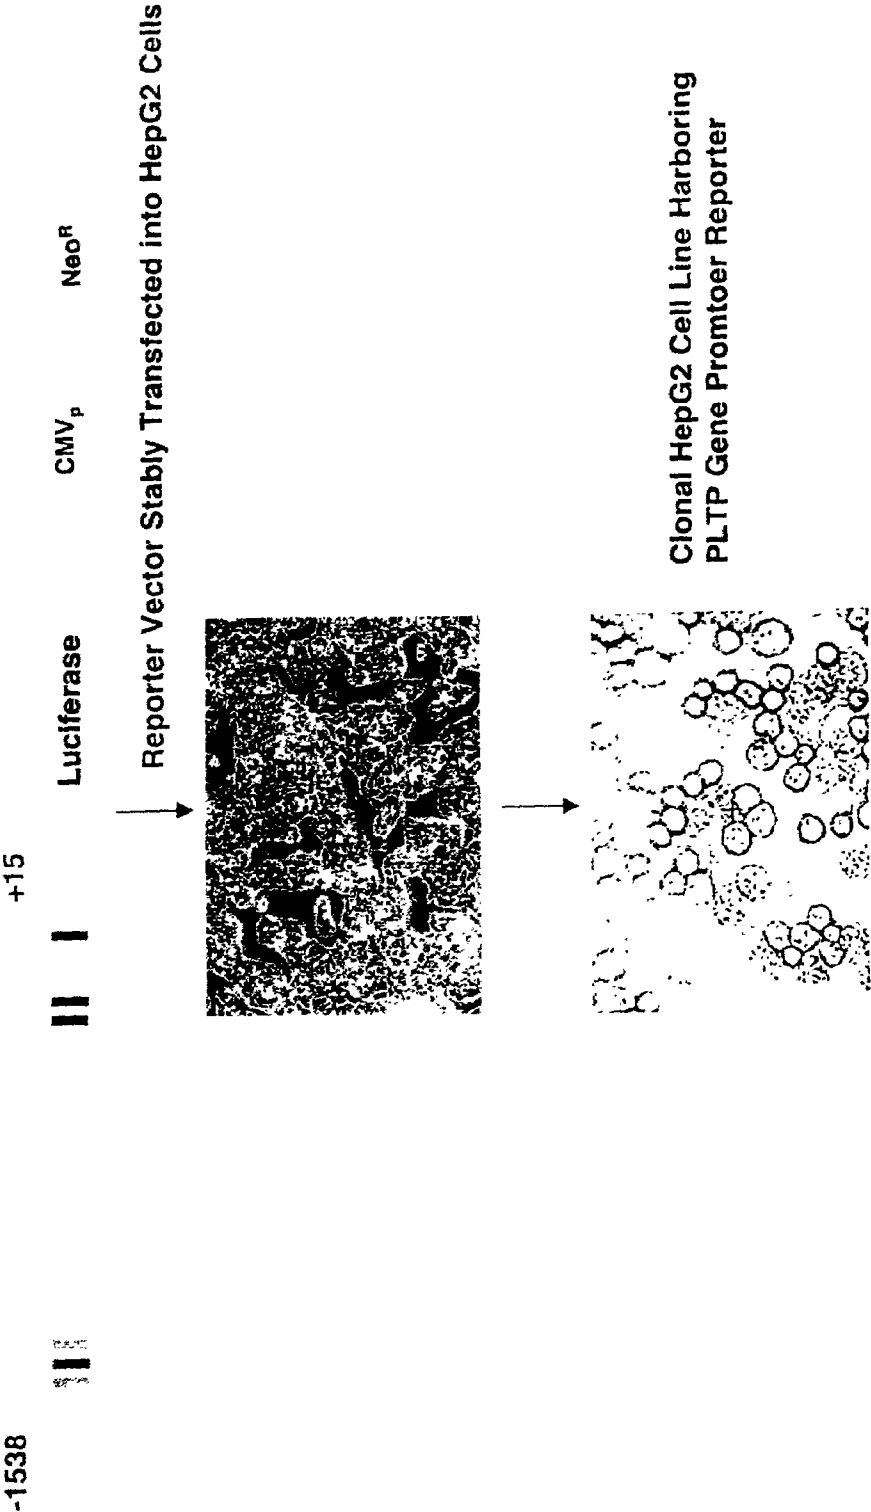 -1538 +15
Luciferase CMVp NeoR
Reporter Vector Stably Transfected into HepG2 Cells
Clonal HepG2 Cell Line Harboring
PLTP Gene Promtoer Reporter